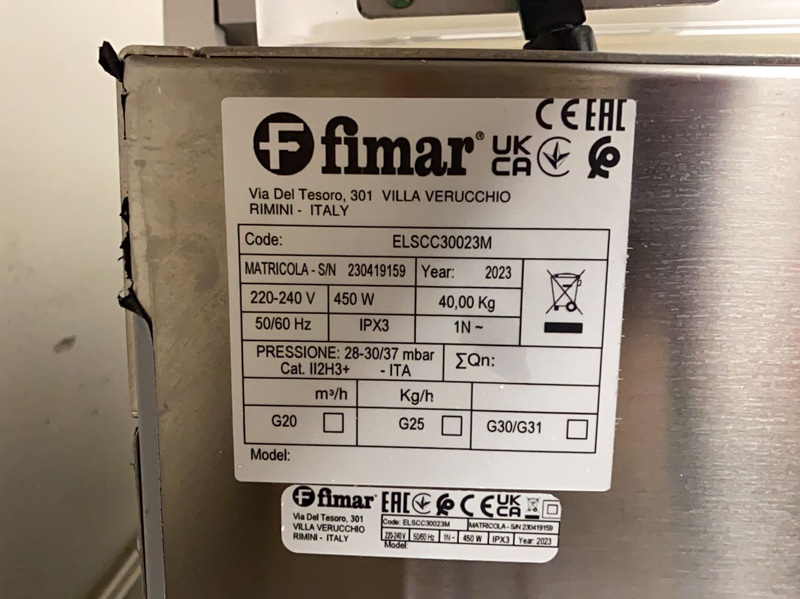 fimar®
CE EAC
UK
CA
Via Del Tesoro, 301 VILLA VERUCCHIO
RIMINI - ITALY
Code: ELSCC30023M
MATRICOLA - S/N 230419159 Year: 2023
220-240 V 450 W 40,00 Kg
50/60 Hz IPX3 1N ~
PRESSIONE: 28-30/37 mbar ∑Qn:
Cat. II2H3+ - ITA
m³/h Kg/h
G20 G25 G30/G31
Model:
fimar® EAC CE UK
CA
Via Del Tesoro, 301
VILLA VERUCCHIO
RIMINI - ITALY
Code: ELSCC30023M MATRICOLA - S/N 230419159
220-240 V 50/60 Hz 1N ~ 450 W IPX3 Year: 2023
Model: